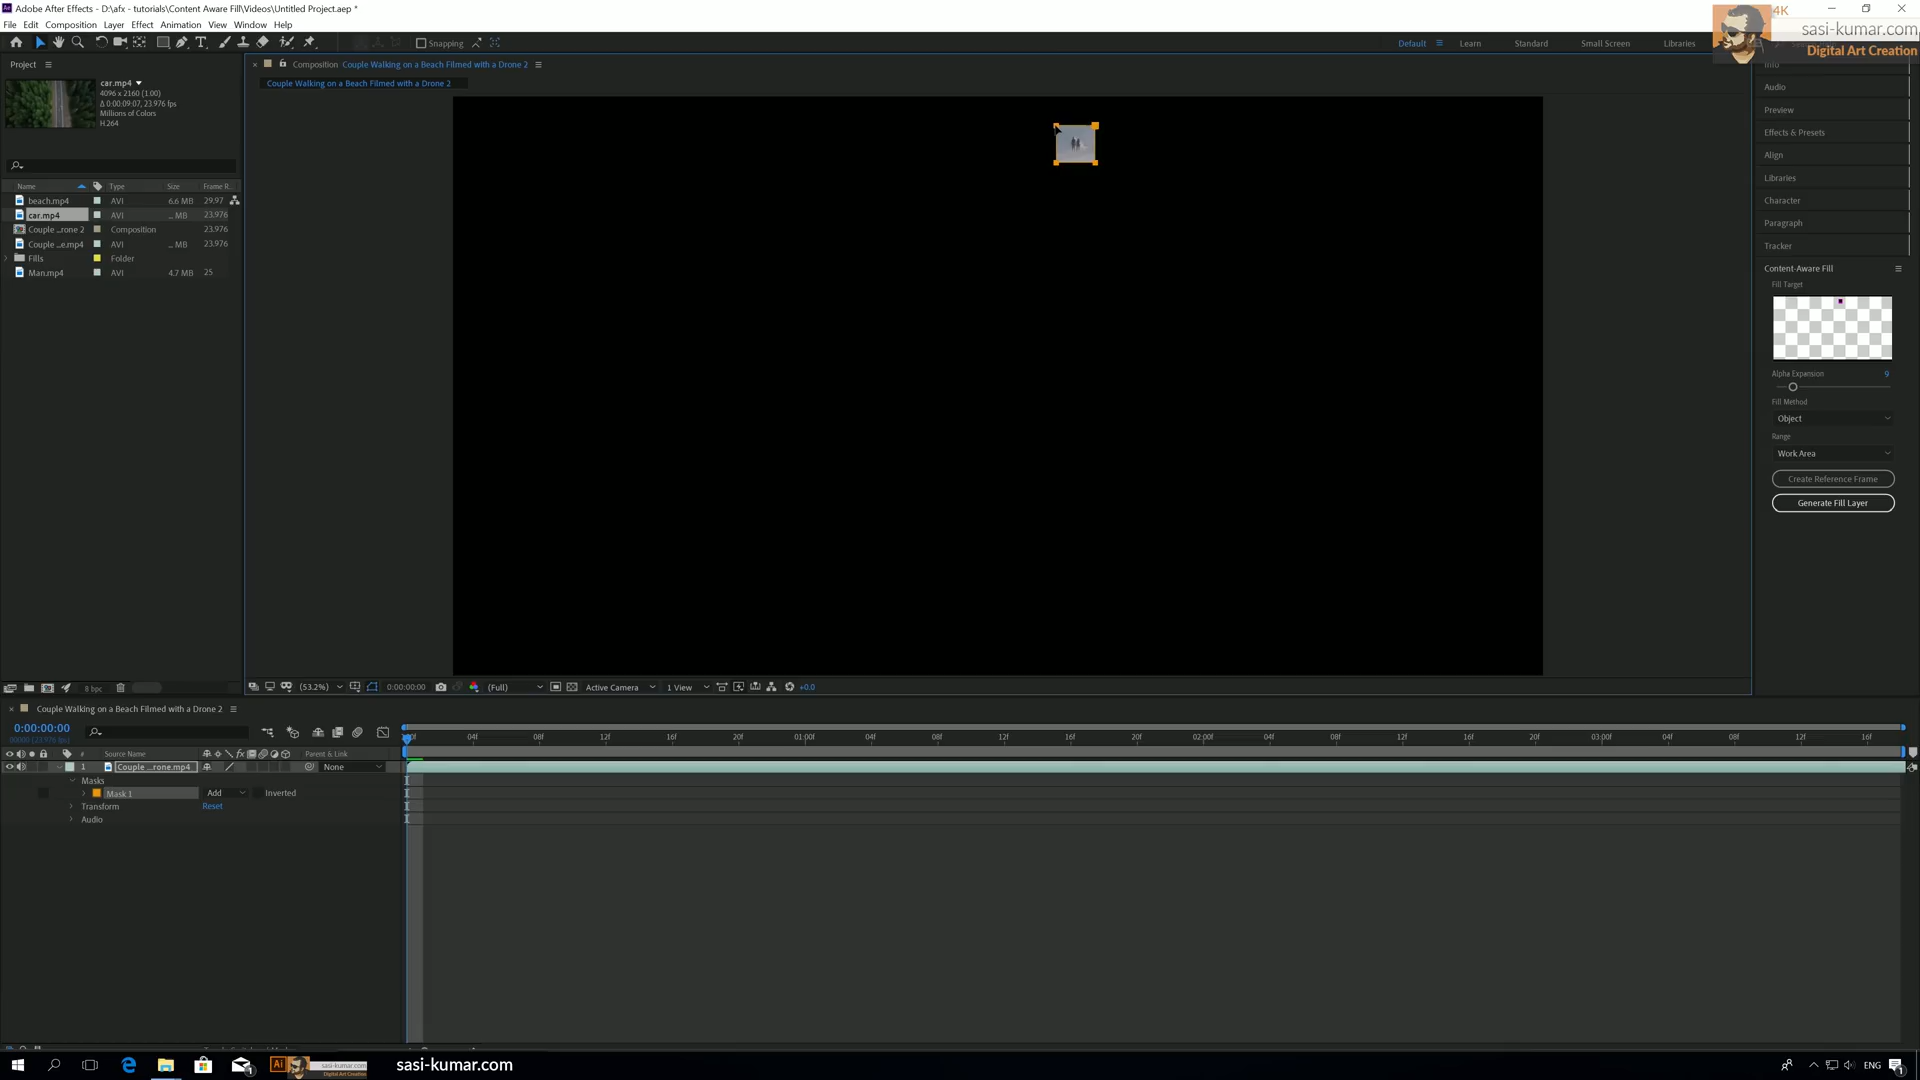 Adobe After Effects - D:\afx - tutorials\Content Aware Fill\Videos\Untitled Project.aep *
4K
sasi-kumar.com
Digital Art Creation
File Edit Composition Layer Effect Animation View Window Help
Snapping
Default
Learn
Standard
Small Screen
Libraries
Project
Composition Couple Walking on a Beach Filmed with a Drone 2
Couple Walking on a Beach Filmed with a Drone 2
car.mp4
4096 x 2160 (1.00)
Δ 0:00:09:07, 23.976 fps
Millions of Colors
H.264
Name Type Size Frame R
beach.mp4 AVI 6.6 MB 29.97
car.mp4 AVI ... MB 23.976
Couple ...rone 2 Composition 23.976
Couple ...e.mp4 AVI ... MB 23.976
Fills Folder
Man.mp4 AVI 4.7 MB 25
Info
Audio
Preview
Effects & Presets
Align
Libraries
Character
Paragraph
Tracker
Content-Aware Fill
Fill Target
Alpha Expansion 9
Fill Method
Object
Range
Work Area
Create Reference Frame
Generate Fill Layer
8 bpc
(53.2%) 0:00:00:00 (Full) Active Camera 1 View +0.0
Couple Walking on a Beach Filmed with a Drone 2
0:00:00:00
00000 (23.976 fps)
04f 08f 12f 16f 20f 01:00f 04f 08f 12f 16f 20f 02:00f 04f 08f 12f 16f 20f 03:00f 04f 08f 12f 16f
# Source Name fx Parent & Link
1 Couple ...rone.mp4 None
Masks
Mask 1 Add Inverted
Transform Reset
Audio
Ai
sasi-kumar.com
Digital Art Creation
sasi-kumar.com
ENG